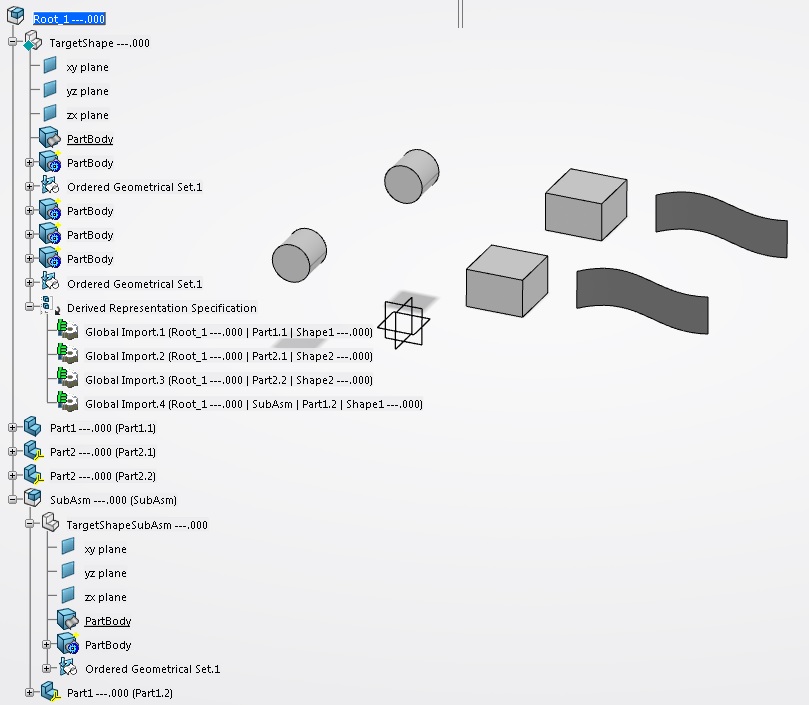 Root_1 ---.000
TargetShape ---.000
xy plane
yz plane
zx plane
PartBody
PartBody
Ordered Geometrical Set.1
PartBody
PartBody
PartBody
Ordered Geometrical Set.1
Derived Representation Specification
Global Import.1 (Root_1 ---.000 | Part1.1 | Shape1 ---.000)
Global Import.2 (Root_1 ---.000 | Part2.1 | Shape2 ---.000)
Global Import.3 (Root_1 ---.000 | Part2.2 | Shape2 ---.000)
Global Import.4 (Root_1 ---.000 | SubAsm | Part1.2 | Shape1 ---.000)
Part1 ---.000 (Part1.1)
Part2 ---.000 (Part2.1)
Part2 ---.000 (Part2.2)
SubAsm ---.000 (SubAsm)
TargetShapeSubAsm ---.000
xy plane
yz plane
zx plane
PartBody
PartBody
Ordered Geometrical Set.1
Part1 ---.000 (Part1.2)